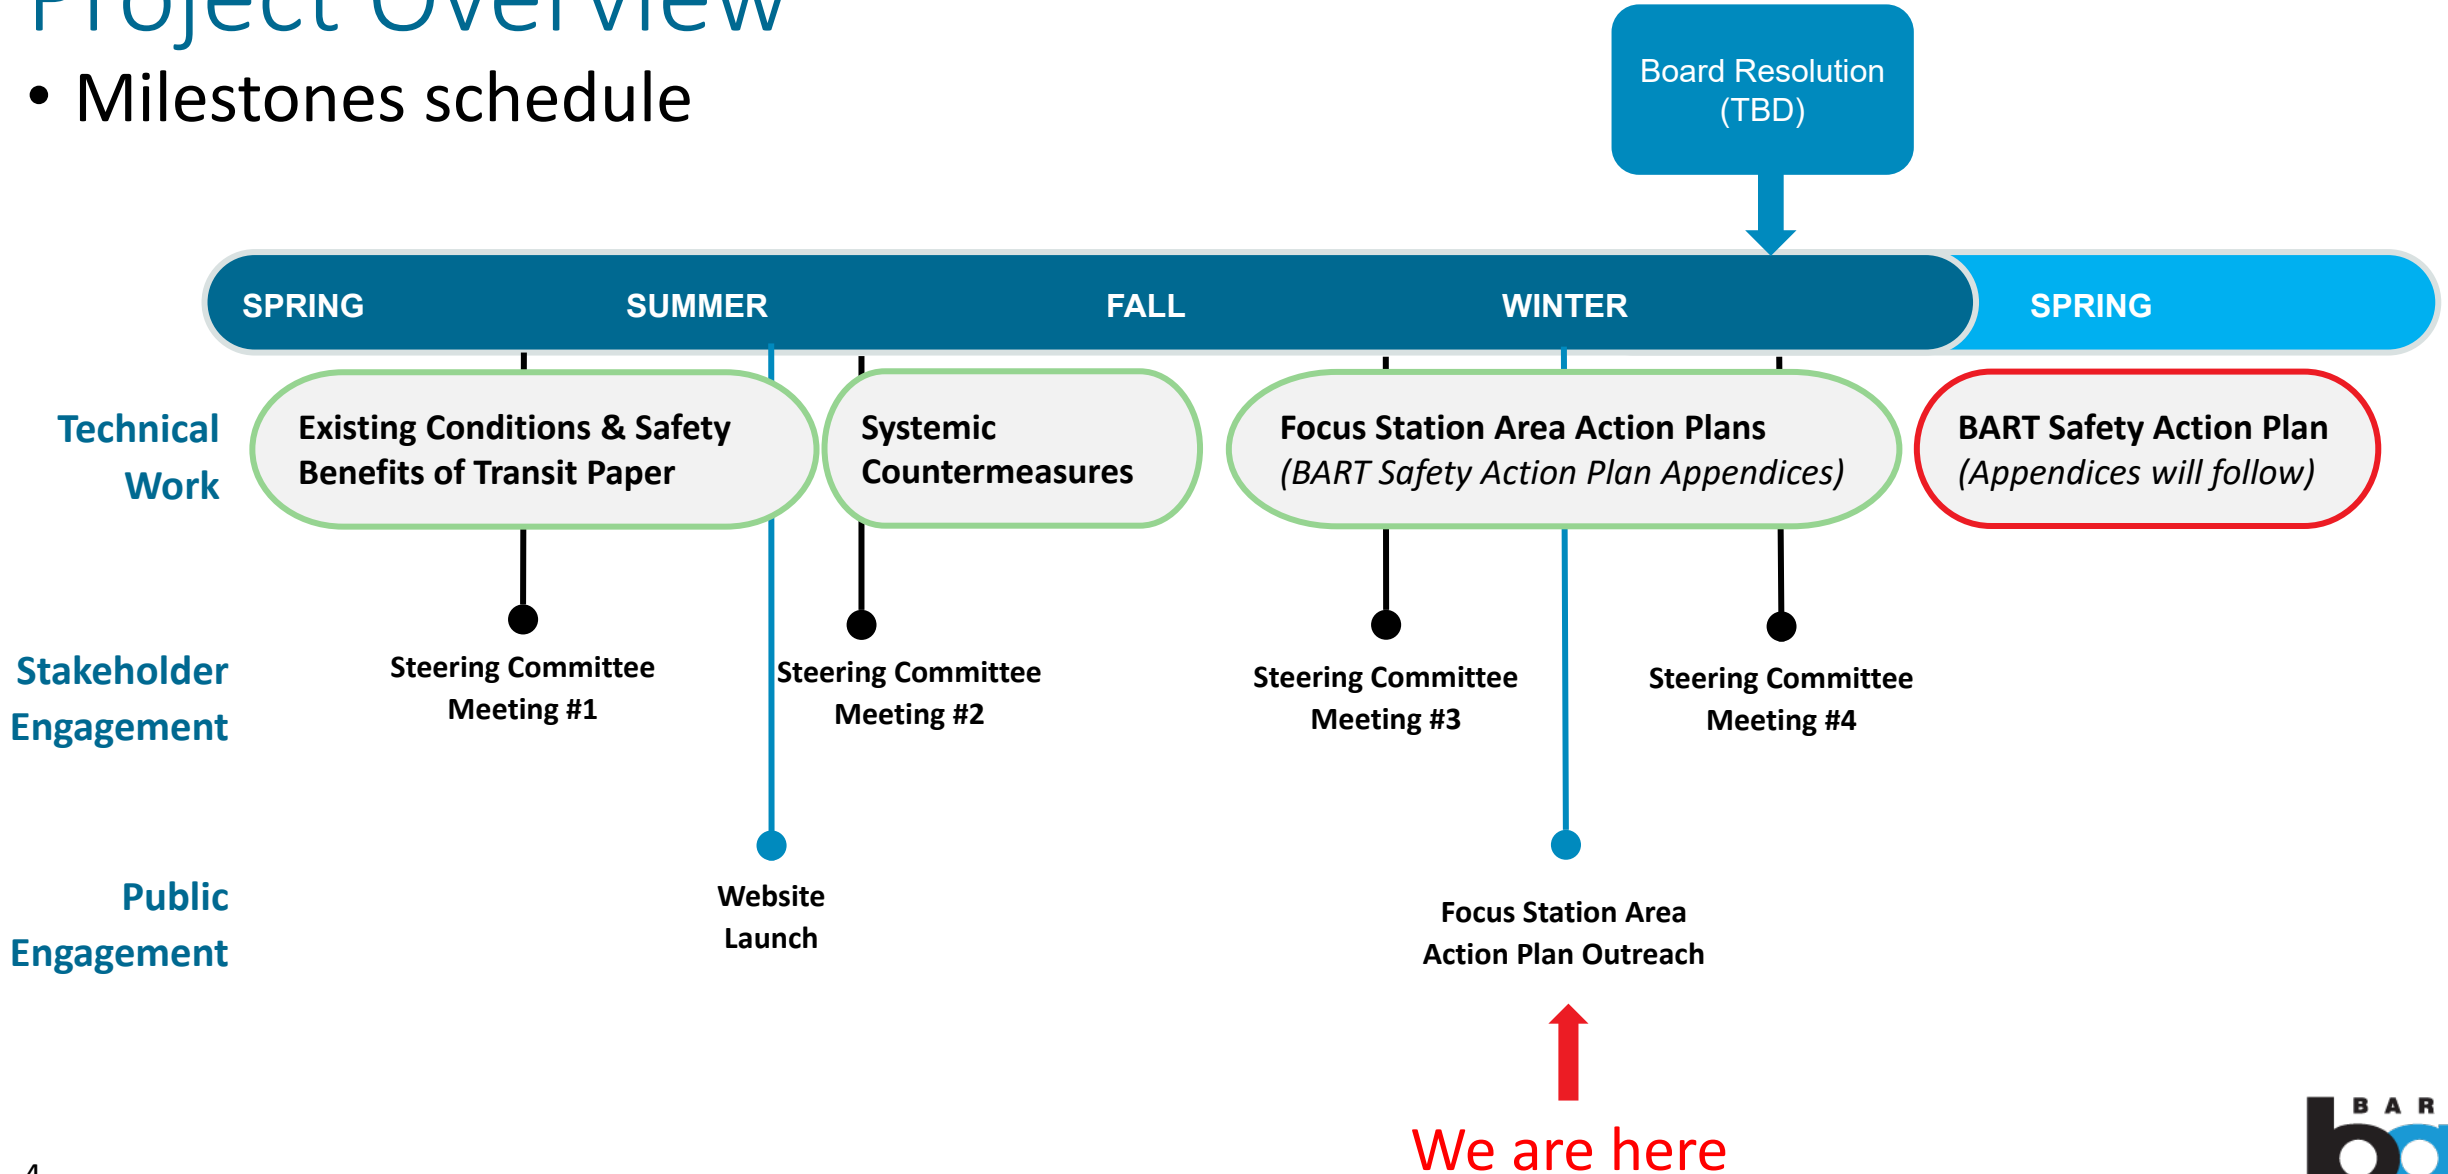 Project Overview
• Milestones schedule
Board Resolution
(TBD)
SPRING SUMMER FALL WINTER SPRING
Technical
Work
Existing Conditions & Safety
Benefits of Transit Paper
Systemic
Countermeasures
Focus Station Area Action Plans
(BART Safety Action Plan Appendices)
BART Safety Action Plan
(Appendices will follow)
Stakeholder
Engagement
Steering Committee
Meeting #1
Steering Committee
Meeting #2
Steering Committee
Meeting #3
Steering Committee
Meeting #4
Public
Engagement
Website
Launch
Focus Station Area
Action Plan Outreach
We are here
4
BAR
ba